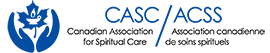 CASC/ACSS
Canadian Association Association canadienne
for Spiritual Care de soins spirituels